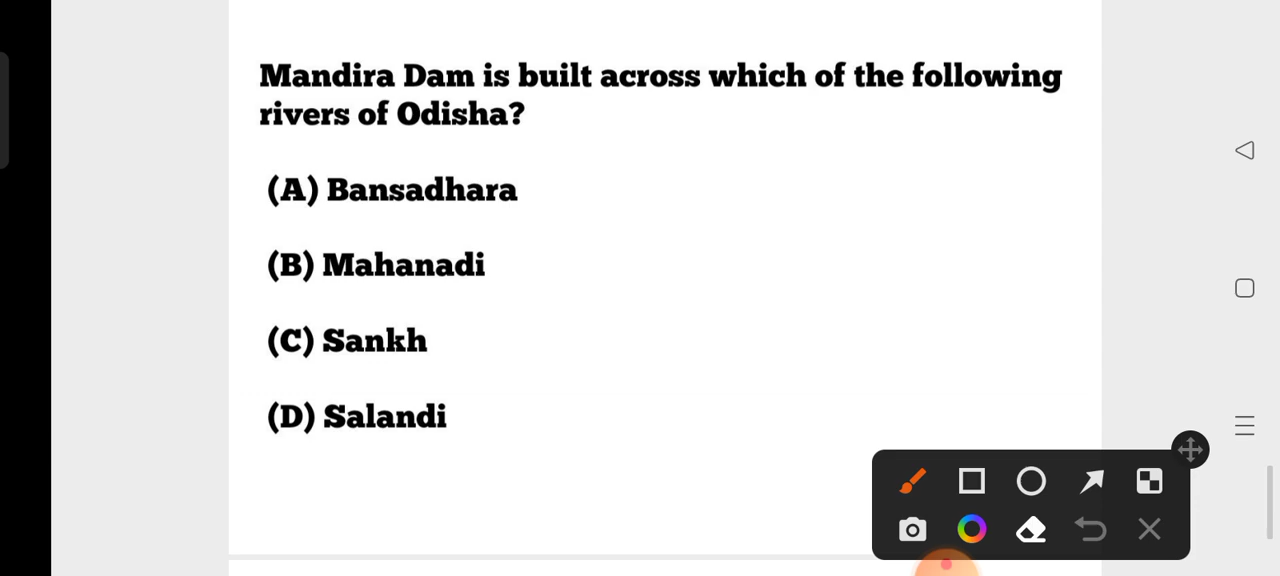 Mandira Dam is built across which of the following
rivers of Odisha?
(A) Bansadhara
(B) Mahanadi
(C) Sankh
(D) Salandi